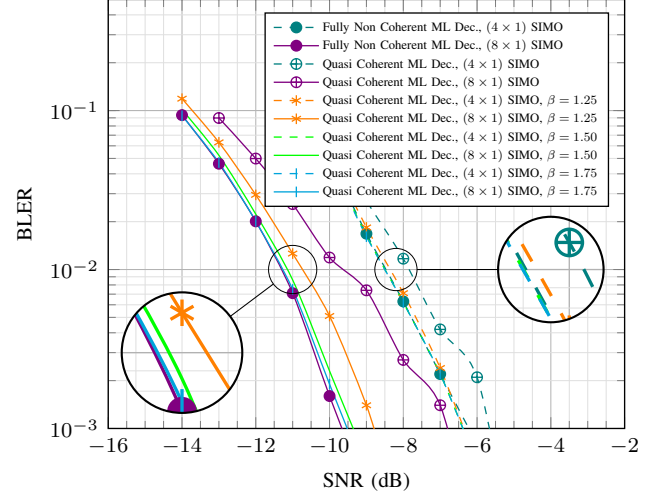 Fully Non Coherent ML Dec., (4 × 1) SIMO
Fully Non Coherent ML Dec., (8 × 1) SIMO
Quasi Coherent ML Dec., (4 × 1) SIMO
Quasi Coherent ML Dec., (8 × 1) SIMO
Quasi Coherent ML Dec., (4 × 1) SIMO, β = 1.25
Quasi Coherent ML Dec., (8 × 1) SIMO, β = 1.25
Quasi Coherent ML Dec., (4 × 1) SIMO, β = 1.50
Quasi Coherent ML Dec., (8 × 1) SIMO, β = 1.50
Quasi Coherent ML Dec., (4 × 1) SIMO, β = 1.75
Quasi Coherent ML Dec., (8 × 1) SIMO, β = 1.75
10⁻¹
10⁻²
10⁻³
BLER
−16 −14 −12 −10 −8 −6 −4 −2
SNR (dB)